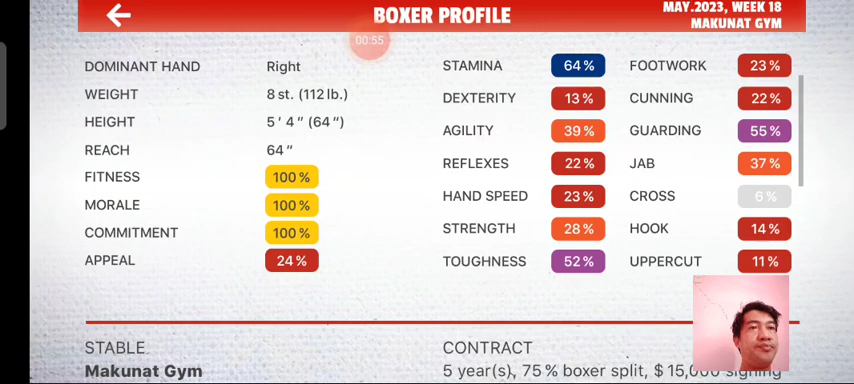 BOXER PROFILE
MAY.2023, WEEK 18
MAKUNAT GYM
00:55
DOMINANT HAND Right
WEIGHT 8 st. (112 lb.)
HEIGHT 5' 4" (64")
REACH 64"
FITNESS 100%
MORALE 100%
COMMITMENT 100%
APPEAL 24%
STAMINA 64%
DEXTERITY 13%
AGILITY 39%
REFLEXES 22%
HAND SPEED 23%
STRENGTH 28%
TOUGHNESS 52%
FOOTWORK 23%
CUNNING 22%
GUARDING 55%
JAB 37%
CROSS 6%
HOOK 14%
UPPERCUT 11%
STABLE
Makunat Gym
CONTRACT
5 year(s), 75% boxer split, $15,000 signing